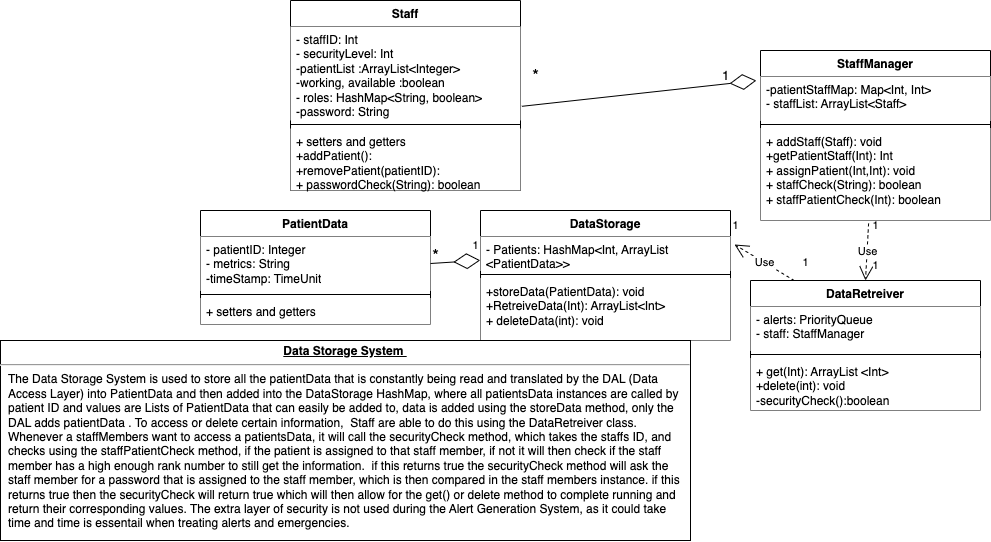 Staff
- staffID: Int
- securityLevel: Int
-patientList :ArrayList<Integer>
-working, available :boolean
- roles: HashMap<String, boolean>
-password: String
+ setters and getters
+addPatient():
+removePatient(patientID):
+ passwordCheck(String): boolean
*
1
StaffManager
-patientStaffMap: Map<Int, Int>
- staffList: ArrayList<Staff>
+ addStaff(Staff): void
+getPatientStaff(Int): Int
+ assignPatient(Int,Int): void
+ staffCheck(String): boolean
+ staffPatientCheck(Int): boolean
PatientData
- patientID: Integer
- metrics: String
-timeStamp: TimeUnit
+ setters and getters
*
1
DataStorage
- Patients: HashMap<Int, ArrayList
<PatientData>>
+storeData(PatientData): void
+RetreiveData(Int): ArrayList<Int>
+ deleteData(int): void
1
Use
1
1
Use
1
DataRetreiver
- alerts: PriorityQueue
- staff: StaffManager
+ get(Int): ArrayList <Int>
+delete(int): void
-securityCheck():boolean
Data Storage System
The Data Storage System is used to store all the patientData that is constantly being read and translated by the DAL (Data
Access Layer) into PatientData and then added into the DataStorage HashMap, where all patientsData instances are called by
patient ID and values are Lists of PatientData that can easily be added to, data is added using the storeData method, only the
DAL adds patientData . To access or delete certain information,  Staff are able to do this using the DataRetreiver class.
Whenever a staffMembers want to access a patientsData, it will call the securityCheck method, which takes the staffs ID, and
checks using the staffPatientCheck method, if the patient is assigned to that staff member, if not it will then check if the staff
member has a high enough rank number to still get the information.  if this returns true the securityCheck method will ask the
staff member for a password that is assigned to the staff member, which is then compared in the staff members instance. if this
returns true then the securityCheck will return true which will then allow for the get() or delete method to complete running and
return their corresponding values. The extra layer of security is not used during the Alert Generation System, as it could take
time and time is essentail when treating alerts and emergencies.